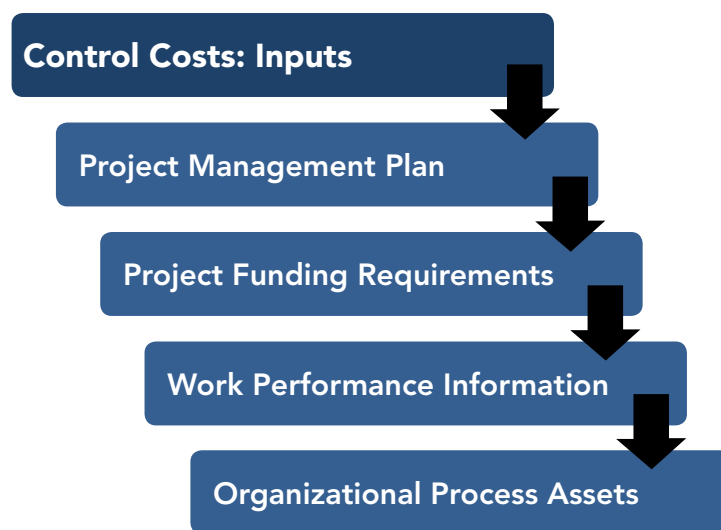 Control Costs: Inputs
Project Management Plan
Project Funding Requirements
Work Performance Information
Organizational Process Assets